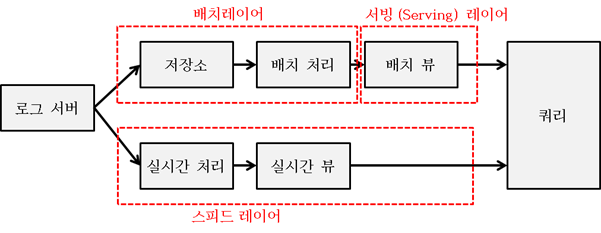 배치레이어
서빙 (Serving) 레이어
저장소
배치 처리
배치 뷰
로그 서버
쿼리
실시간 처리
실시간 뷰
스피드 레이어